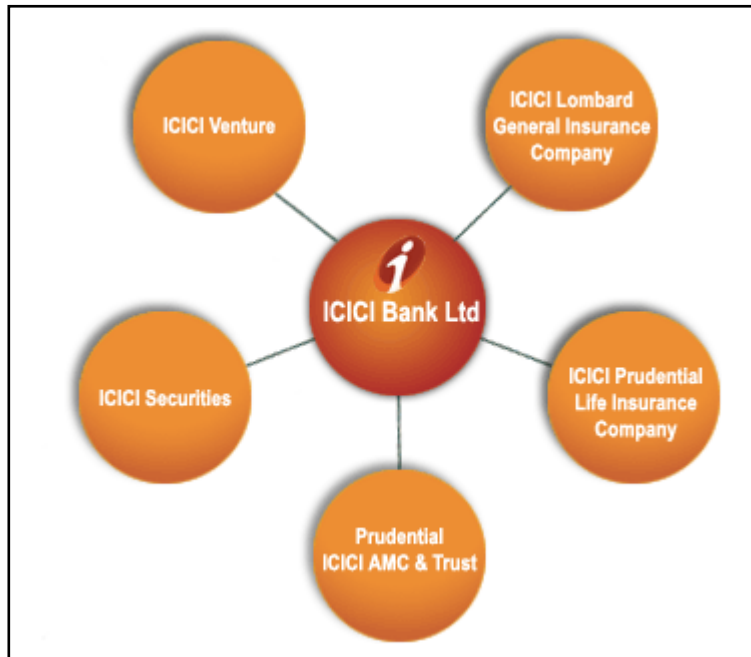 ICICI Venture
ICICI Lombard
General Insurance
Company
i
ICICI Bank Ltd
ICICI Securities
ICICI Prudential
Life Insurance
Company
Prudential
ICICI AMC & Trust